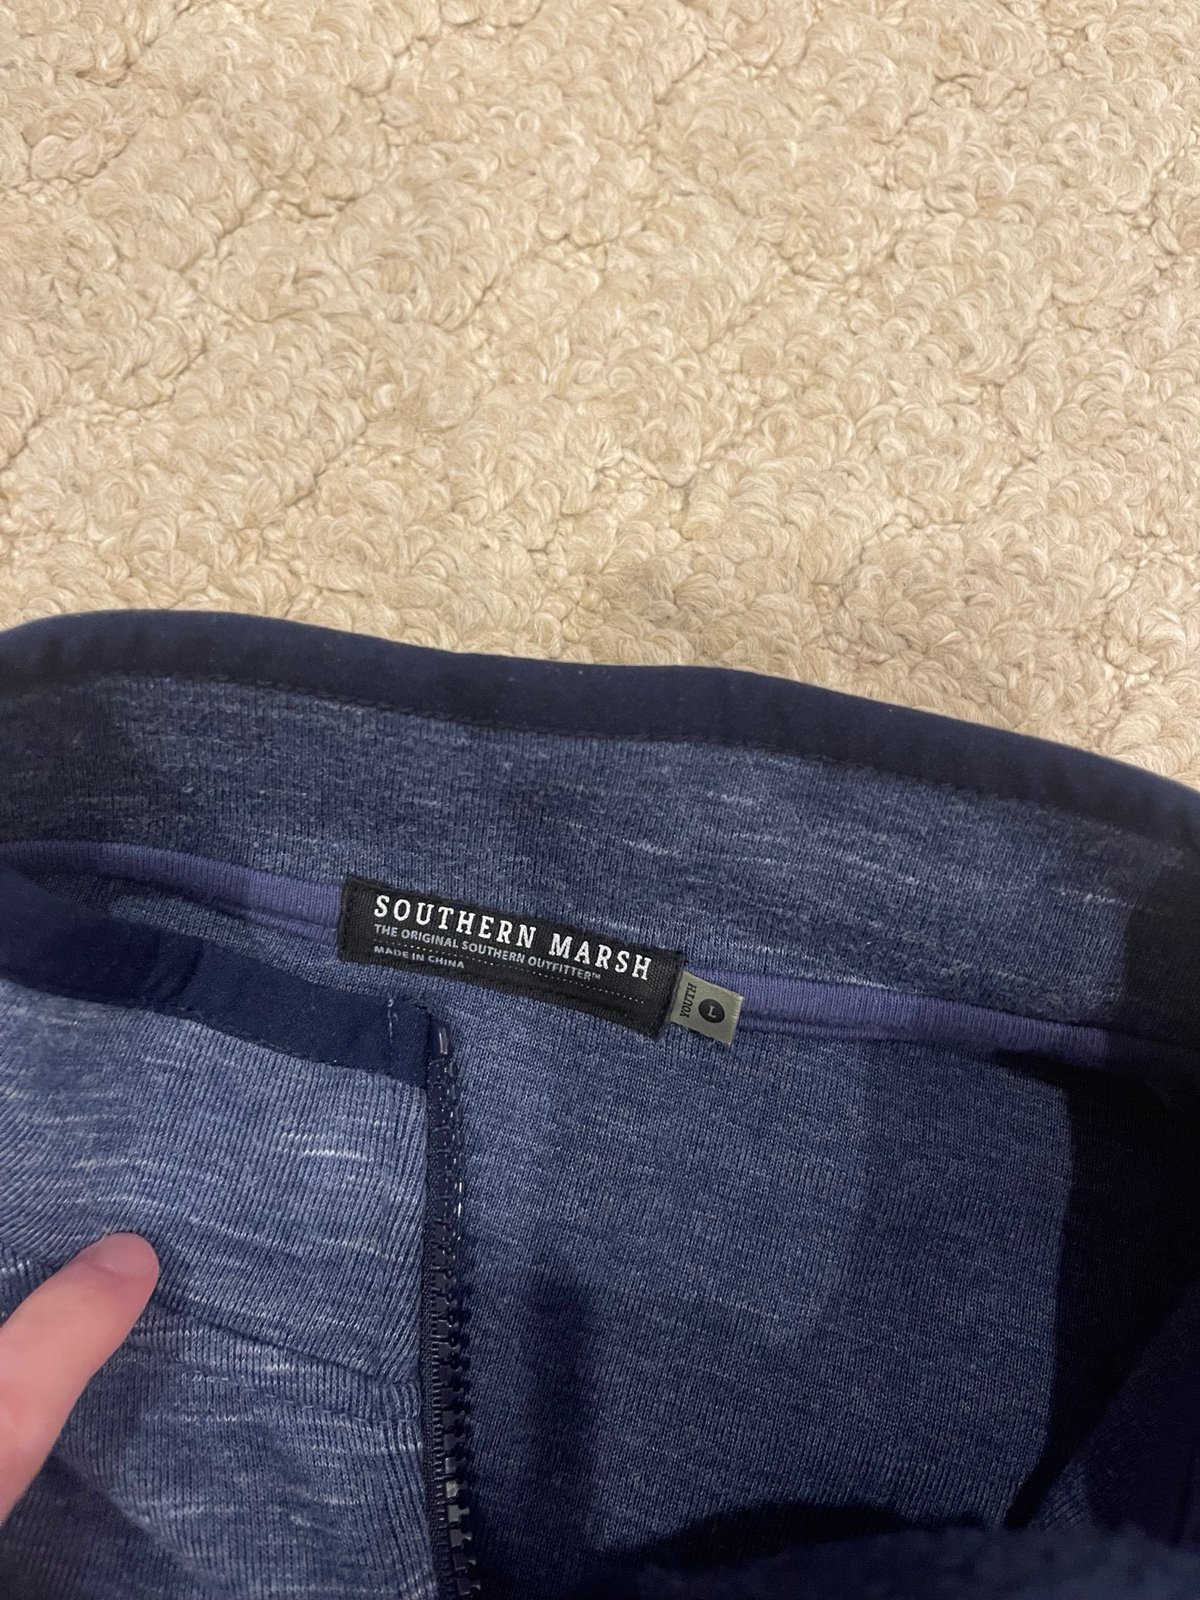 SOUTHERN MARSH
THE ORIGINAL SOUTHERN OUTFITTER™
MADE IN CHINA
YOUTH
L